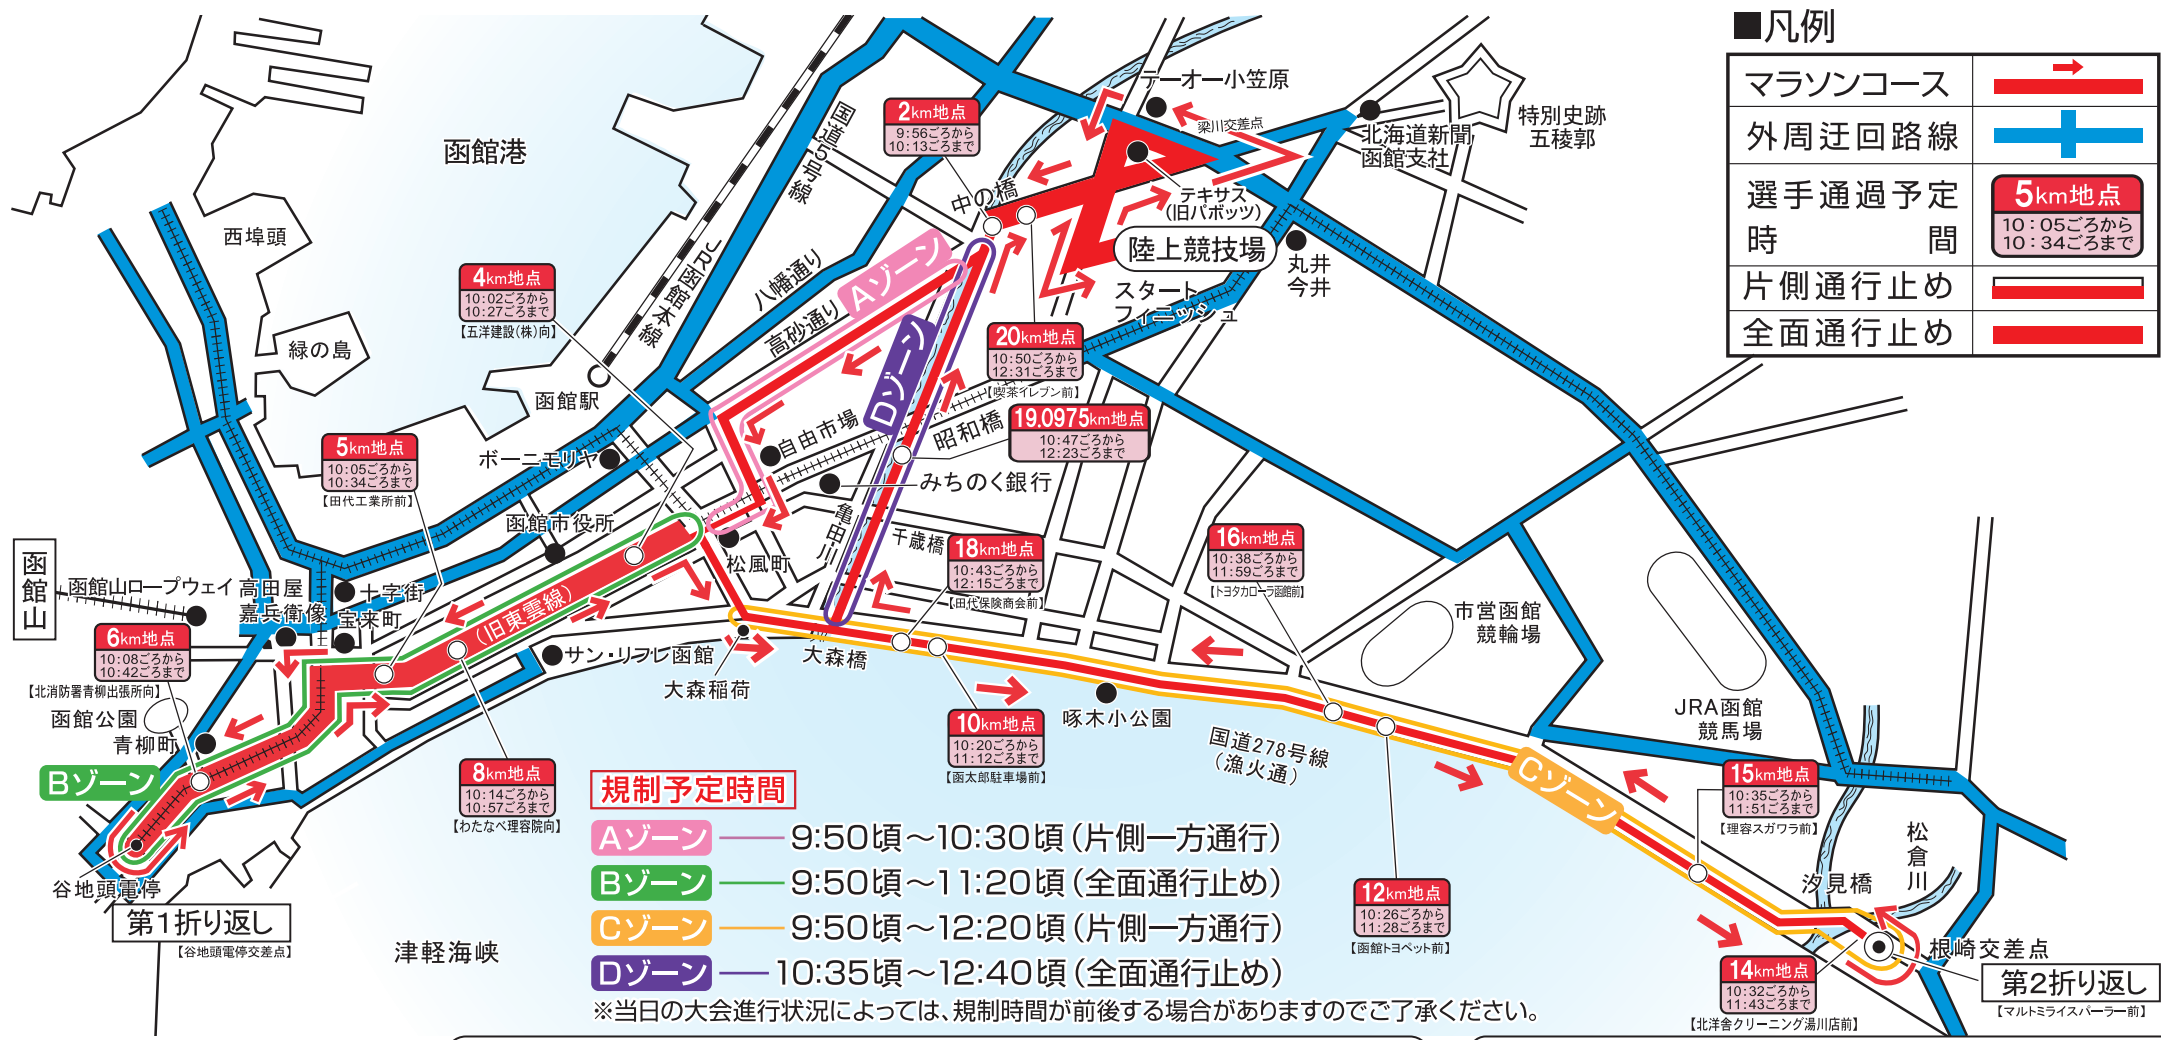 ■凡例
マラソンコース
外周迂回路線
選手通過予定
時間
5km地点
10：05ごろから
10：34ごろまで
片側通行止め
全面通行止め
テーオー小笠原
梁川交差点
北海道新聞
函館支社
特別史跡
五稜郭
2km地点
9:56ごろから
10:13ごろまで
国道5号線
函館港
中の橋
テキサス
(旧パボッツ)
陸上競技場
スタート
フィニッシュ
丸井
今井
西埠頭
緑の島
4km地点
10:02ごろから
10:27ごろまで
【五洋建設(株)向】
JR函館本線
八幡通り
高砂通り
Aゾーン
Dゾーン
20km地点
10:50ごろから
12:31ごろまで
【喫茶イレブン前】
函館駅
19.0975km地点
10:47ごろから
12:23ごろまで
昭和橋
自由市場
みちのく銀行
ボーニモリヤ
5km地点
10:05ごろから
10:34ごろまで
【田代工業所前】
函館市役所
松風町
亀田川
千歳橋
18km地点
10:43ごろから
12:15ごろまで
【田代保険商会前】
16km地点
10:38ごろから
11:59ごろまで
【トヨタカローラ函館前】
市営函館
競輪場
JRA函館
競馬場
函館山
函館山ロープウェイ
高田屋
嘉兵衛像
十字街
宝来町
(旧東雲線)
6km地点
10:08ごろから
10:42ごろまで
【北消防署青柳出張所向】
函館公園
青柳町
Bゾーン
谷地頭電停
第1折り返し
【谷地頭電停交差点】
サン・リフレ函館
大森稲荷
大森橋
8km地点
10:14ごろから
10:57ごろまで
【わたなべ理容院向】
10km地点
10:20ごろから
11:12ごろまで
【函太郎駐車場前】
啄木小公園
国道278号線
(漁火通)
Cゾーン
12km地点
10:26ごろから
11:28ごろまで
【函館トヨペット前】
15km地点
10:35ごろから
11:51ごろまで
【理容スガワラ前】
松倉川
汐見橋
14km地点
10:32ごろから
11:43ごろまで
【北洋舎クリーニング湯川店前】
根崎交差点
第2折り返し
【マルトミライスパーラー前】
津軽海峡
規制予定時間
Aゾーン 9:50頃〜10:30頃(片側一方通行)
Bゾーン 9:50頃〜11:20頃(全面通行止め)
Cゾーン 9:50頃〜12:20頃(片側一方通行)
Dゾーン 10:35頃〜12:40頃(全面通行止め)
※当日の大会進行状況によっては、規制時間が前後する場合がありますのでご了承ください。